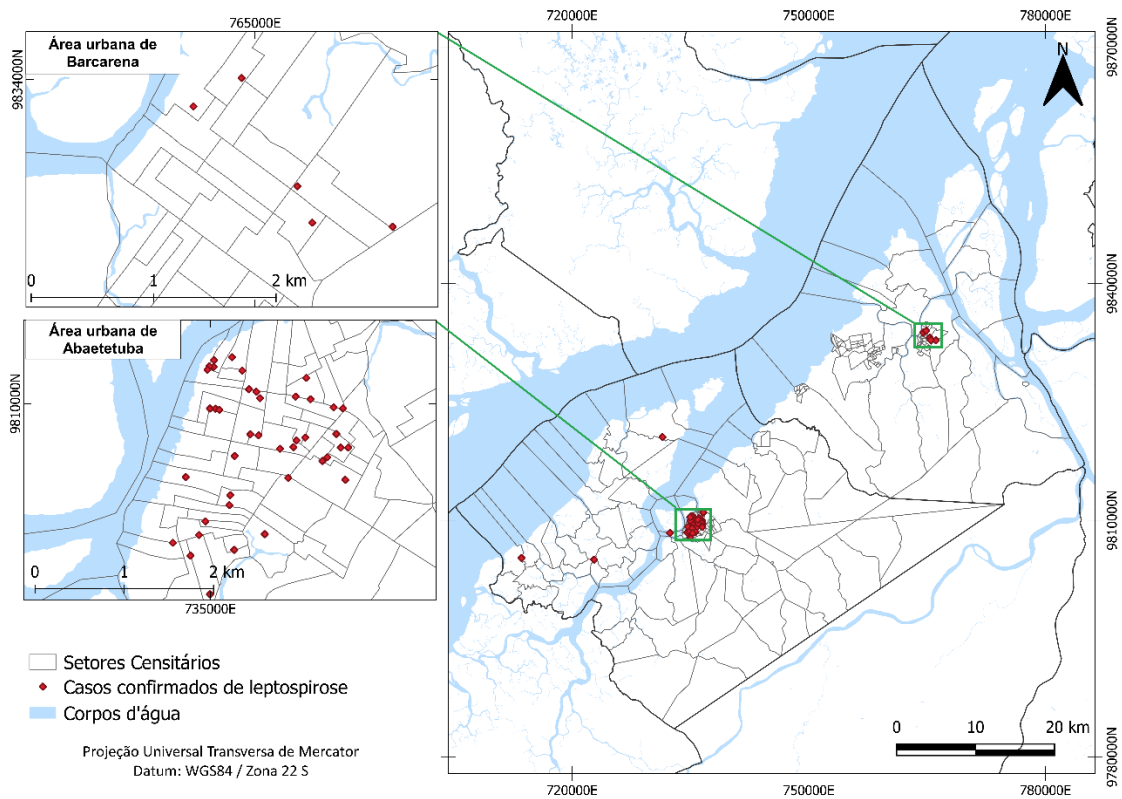 Área urbana de
Barcarena
765000E
9834000N
0 1 2 km
Área urbana de
Abaetetuba
9810000N
0 1 2 km
735000E
720000E 750000E 780000E
9870000N
N
9840000N
9810000N
9780000N
0 10 20 km
720000E 750000E 780000E
Setores Censitários
Casos confirmados de leptospirose
Corpos d'água
Projeção Universal Transversa de Mercator
Datum: WGS84 / Zona 22 S